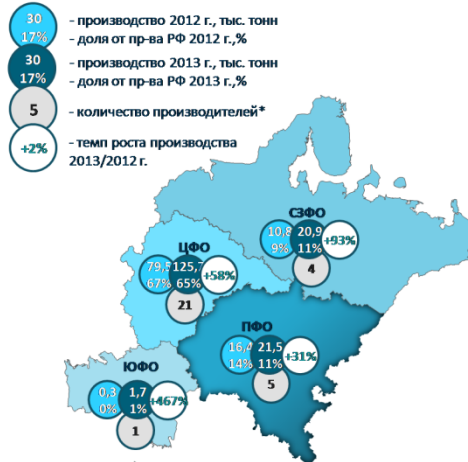 30
17%
- производство 2012 г., тыс. тонн
- доля от пр-ва РФ 2012 г.,%
30
17%
- производство 2013 г., тыс. тонн
- доля от пр-ва РФ 2013 г.,%
5
- количество производителей*
+2%
- темп роста производства
2013/2012 г.
СЗФО
10,8
9%
20,9
11%
+93%
4
ЦФО
79,5
67%
125,7
65%
+58%
21
ПФО
16,4
14%
21,5
11%
+31%
5
ЮФО
0,3
0%
1,7
1%
+467%
1